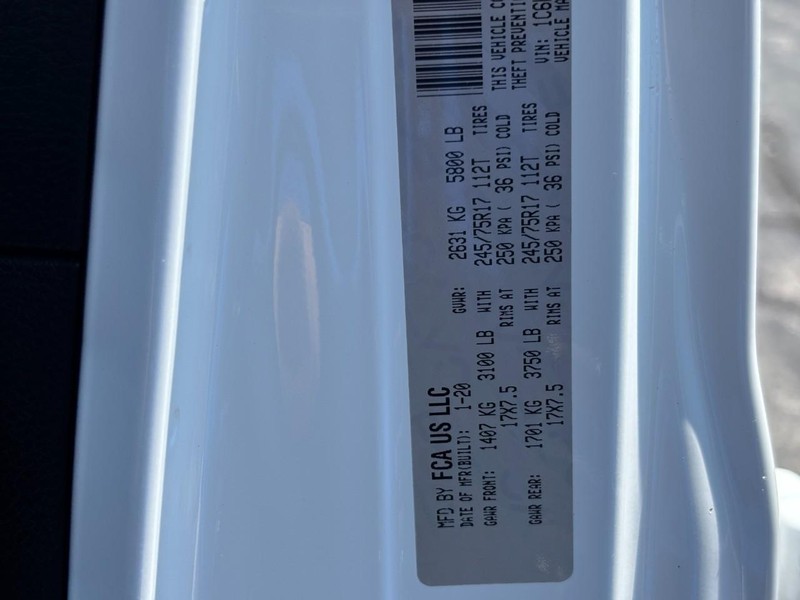 MFD BY FCA US LLC
DATE OF MFR(BUILT): 1-20 GVWR: 2631 KG 5800 LB
GAWR FRONT: 1407 KG 3100 LB WITH 245/75R17 112T TIRES
17X7.5 RIMS AT 250 KPA ( 36 PSI) COLD
GAWR REAR: 1701 KG 3750 LB WITH 245/75R17 112T TIRES
17X7.5 RIMS AT 250 KPA ( 36 PSI) COLD
THIS VEHICLE CO
THEFT PREVENTI
VIN: 1C6
VEHICLE MA